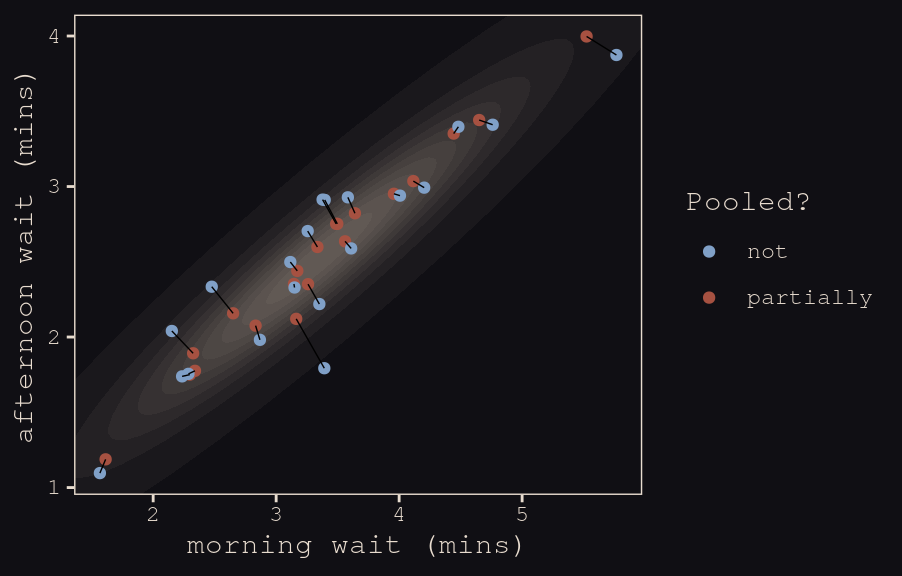 4
3
2
1
afternoon wait (mins)
2 3 4 5
morning wait (mins)
Pooled?
not
partially